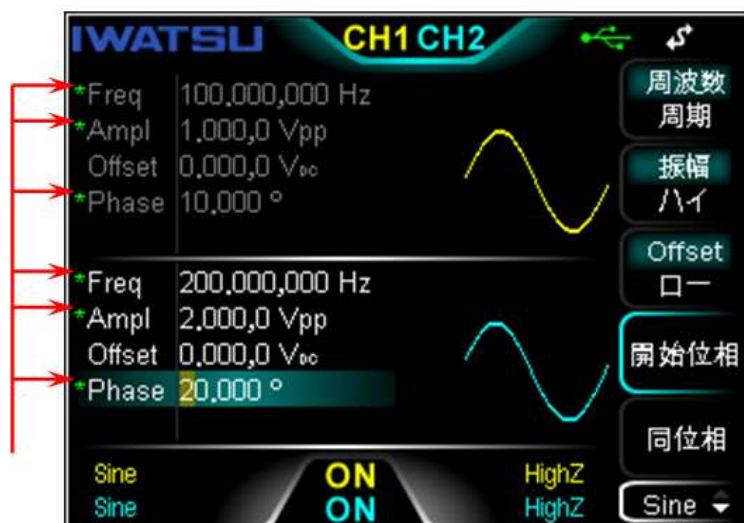 IWATSU CH1 CH2
*Freq 100.000,000 Hz
*Ampl 1.000,0 Vpp
Offset 0.000,0 VDC
*Phase 10.000 °
*Freq 200.000,000 Hz
*Ampl 2.000,0 Vpp
Offset 0.000,0 VDC
*Phase 20.000 °
Sine ON HighZ
Sine ON HighZ
周波数
周期
振幅
ハイ
Offset
ロー
開始位相
同位相
Sine